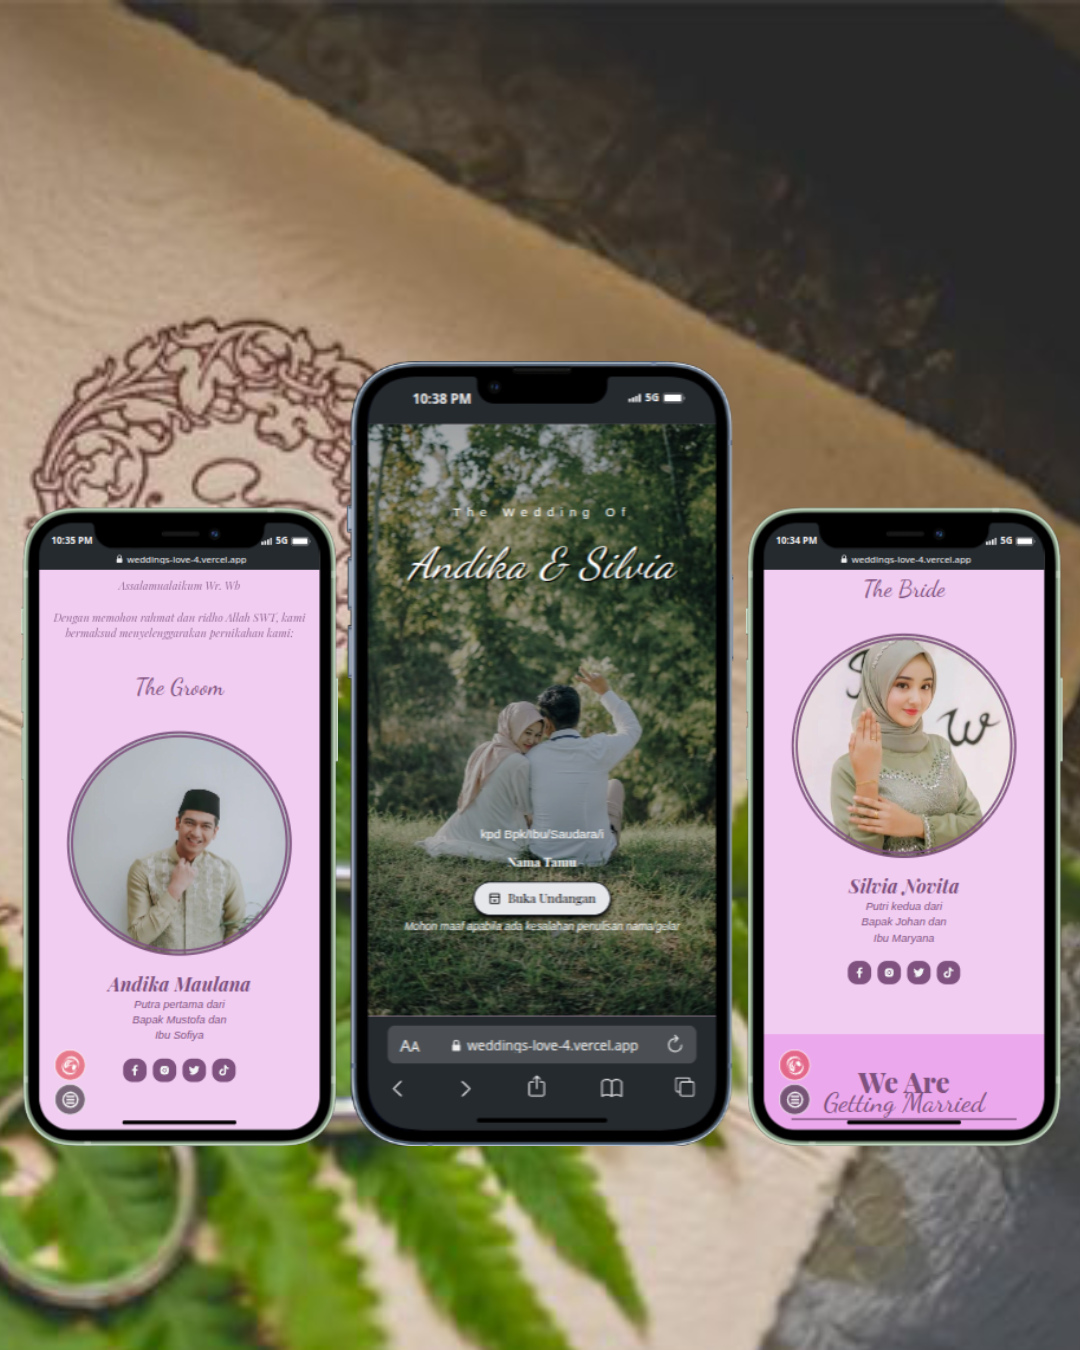 10:35 PM
5G
weddings-love-4.vercel.app
Assalamualaikum Wr. Wb
Dengan memohon rahmat dan ridho Allah SWT, kami
bermaksud menyelenggarakan pernikahan kami:
The Groom
Andika Maulana
Putra pertama dari
Bapak Mustofa dan
Ibu Sofiya
10:38 PM
5G
The Wedding Of
Andika & Silvia
kpd Bpk/Ibu/Saudara/i
Nama Tamu
Buka Undangan
Mohon maaf apabila ada kesalahan penulisan nama/gelar
AA
weddings-love-4.vercel.app
10:34 PM
5G
weddings-love-4.vercel.app
The Bride
W
Silvia Novita
Putri kedua dari
Bapak Johan dan
Ibu Maryana
We Are
Getting Married